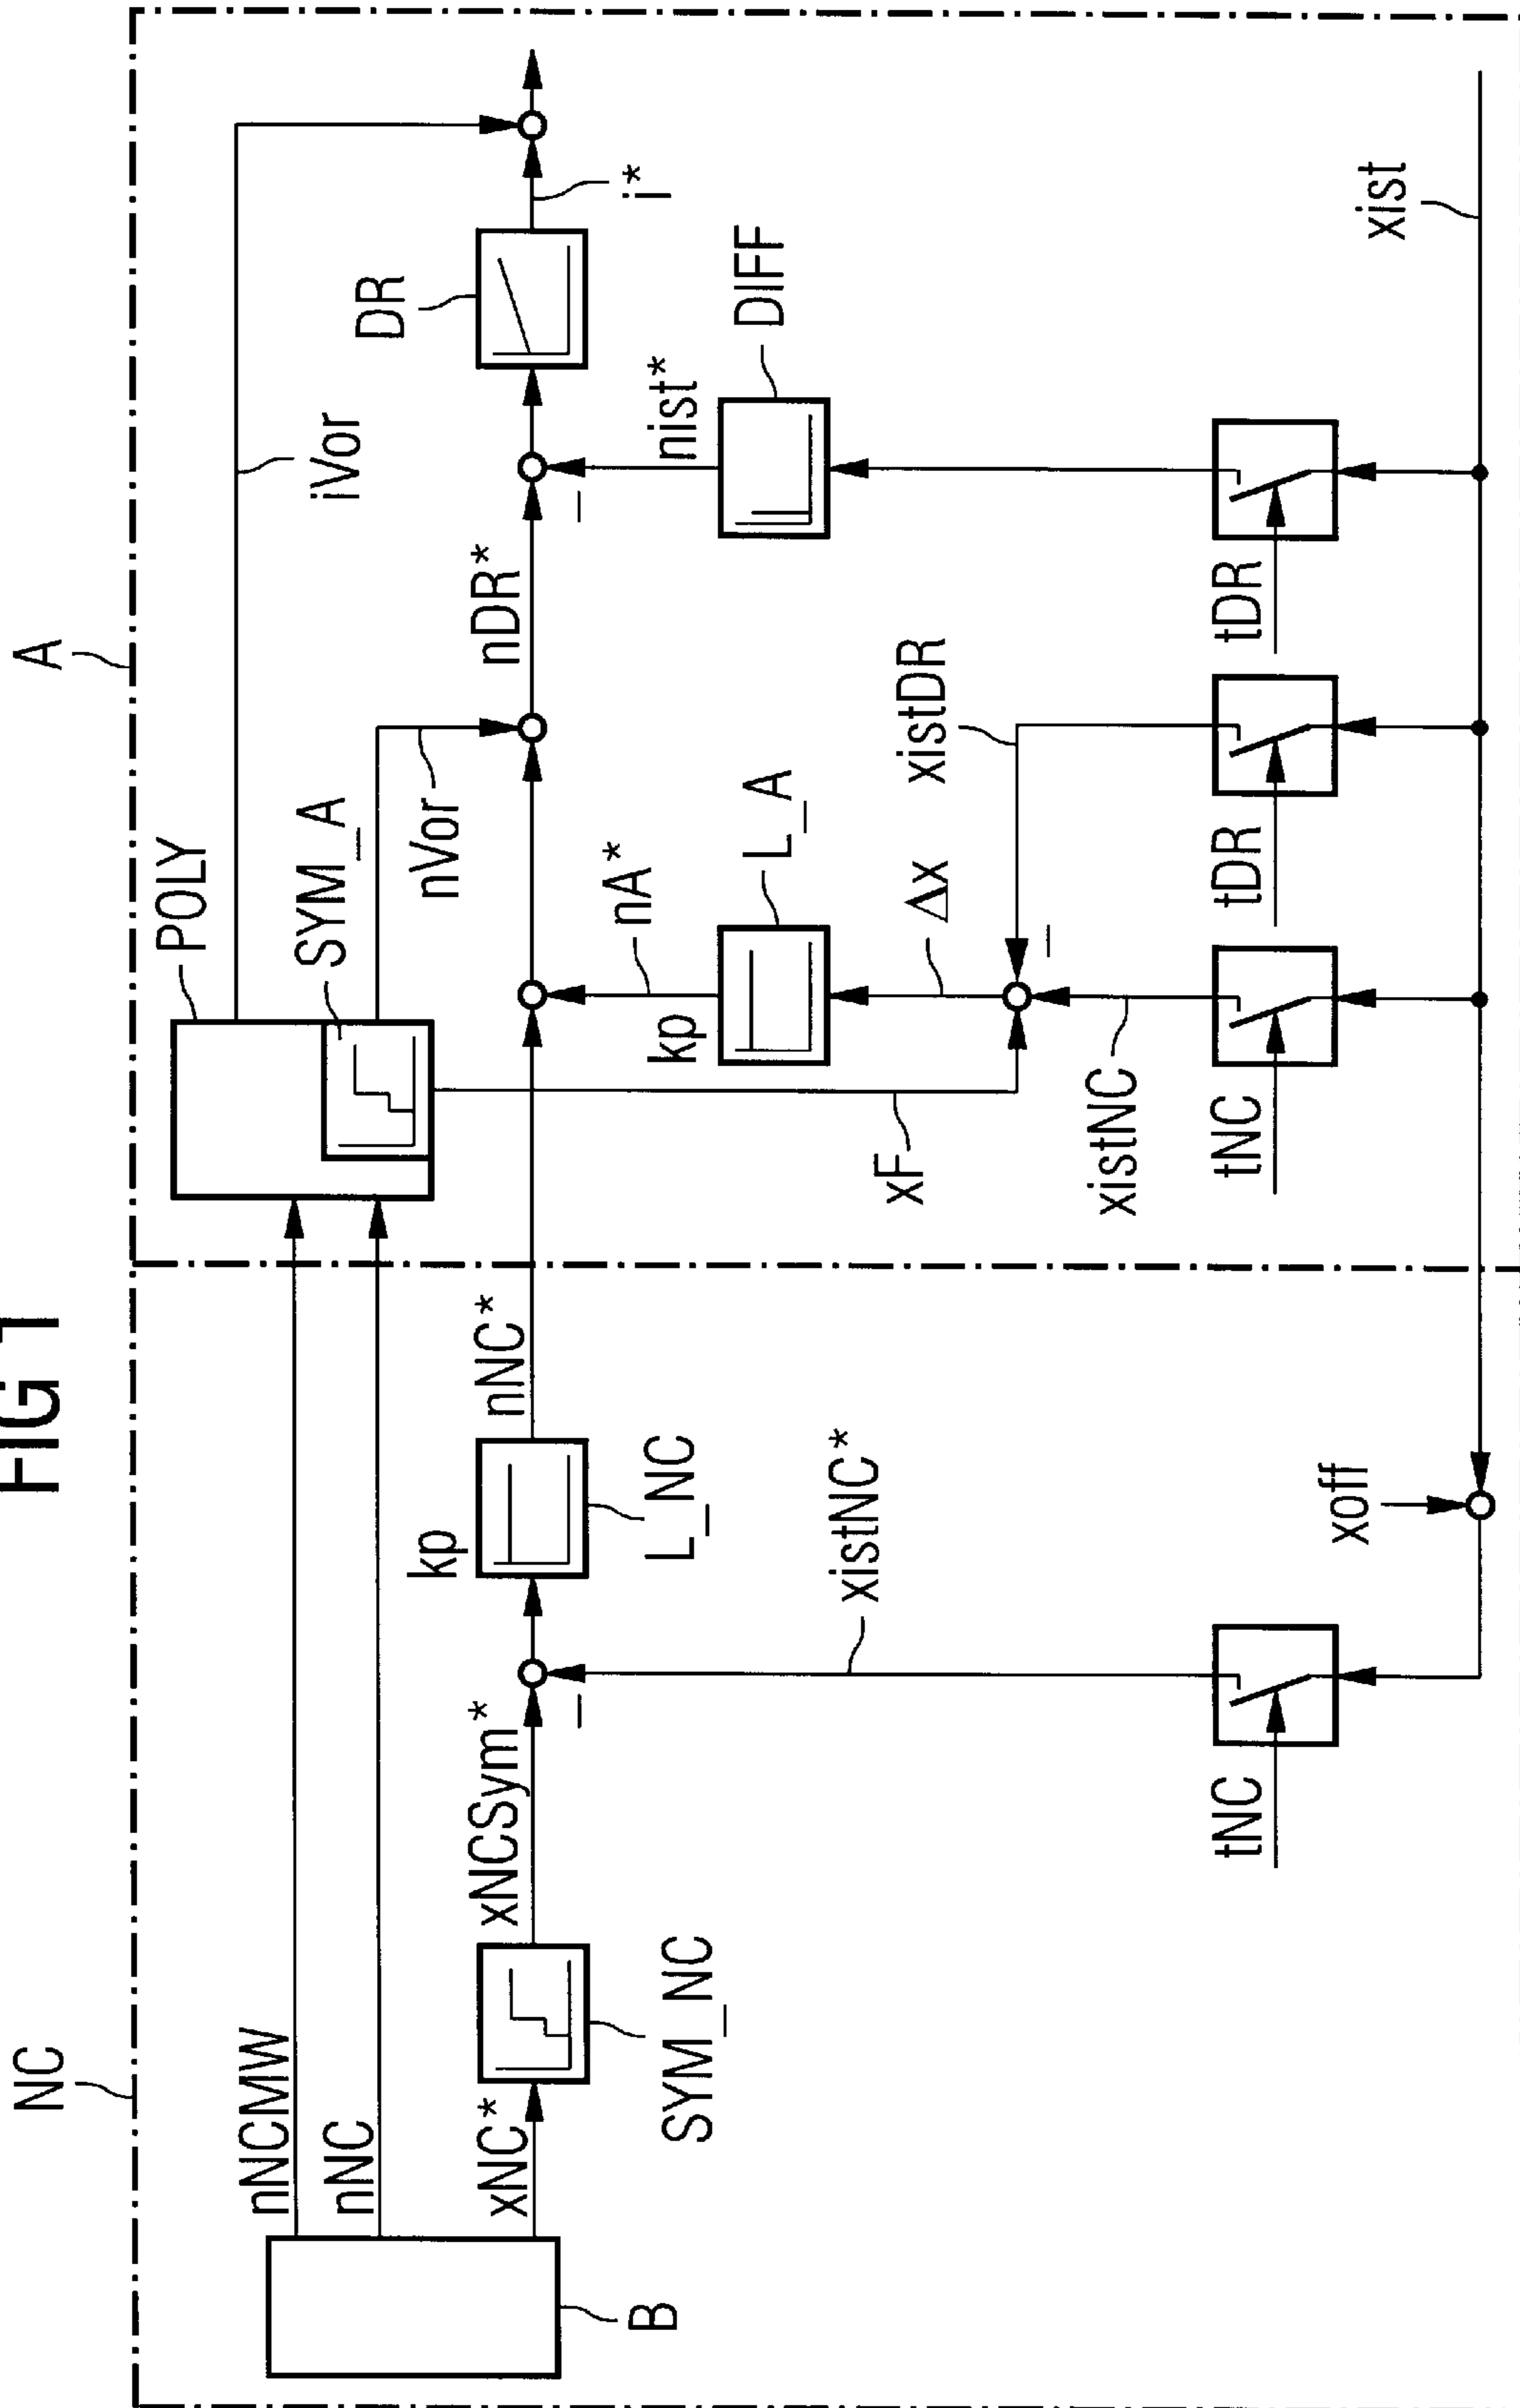 FIG 1
NC
A
nNCMW
nNC
xNC*
B
SYM_NC
xNCSym*
kp
L_NC
nNC*
xistNC*
tNC
xoff
POLY
SYM_A
iVor
nVor
nDR*
DR
i*
nA*
kp
L_A
nist*
DIFF
Δx
xF
xistNC
xistDR
tNC
tDR
tDR
xist
–
–
–